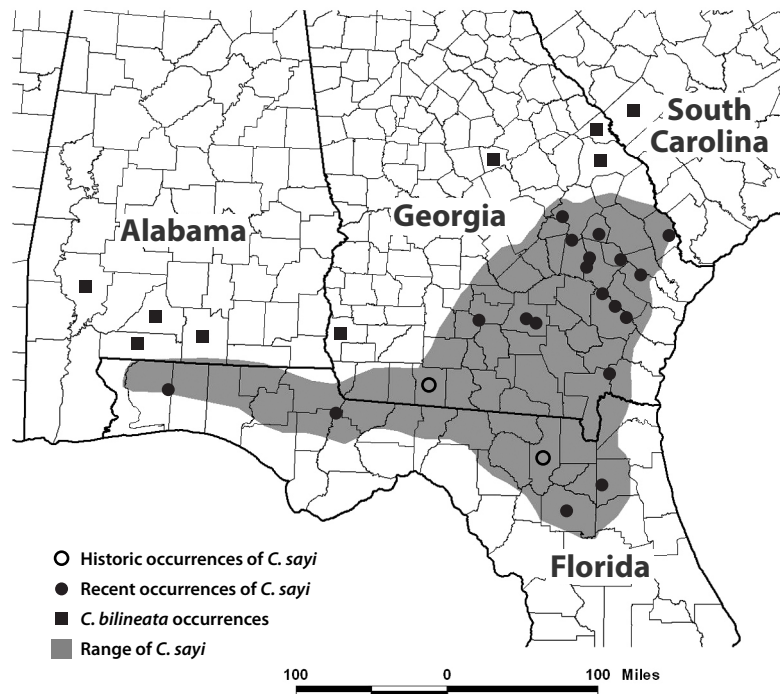 South
Carolina
Georgia
Alabama
Florida
Historic occurrences of C. sayi
Recent occurrences of C. sayi
C. bilineata occurrences
Range of C. sayi
100 0 100 Miles